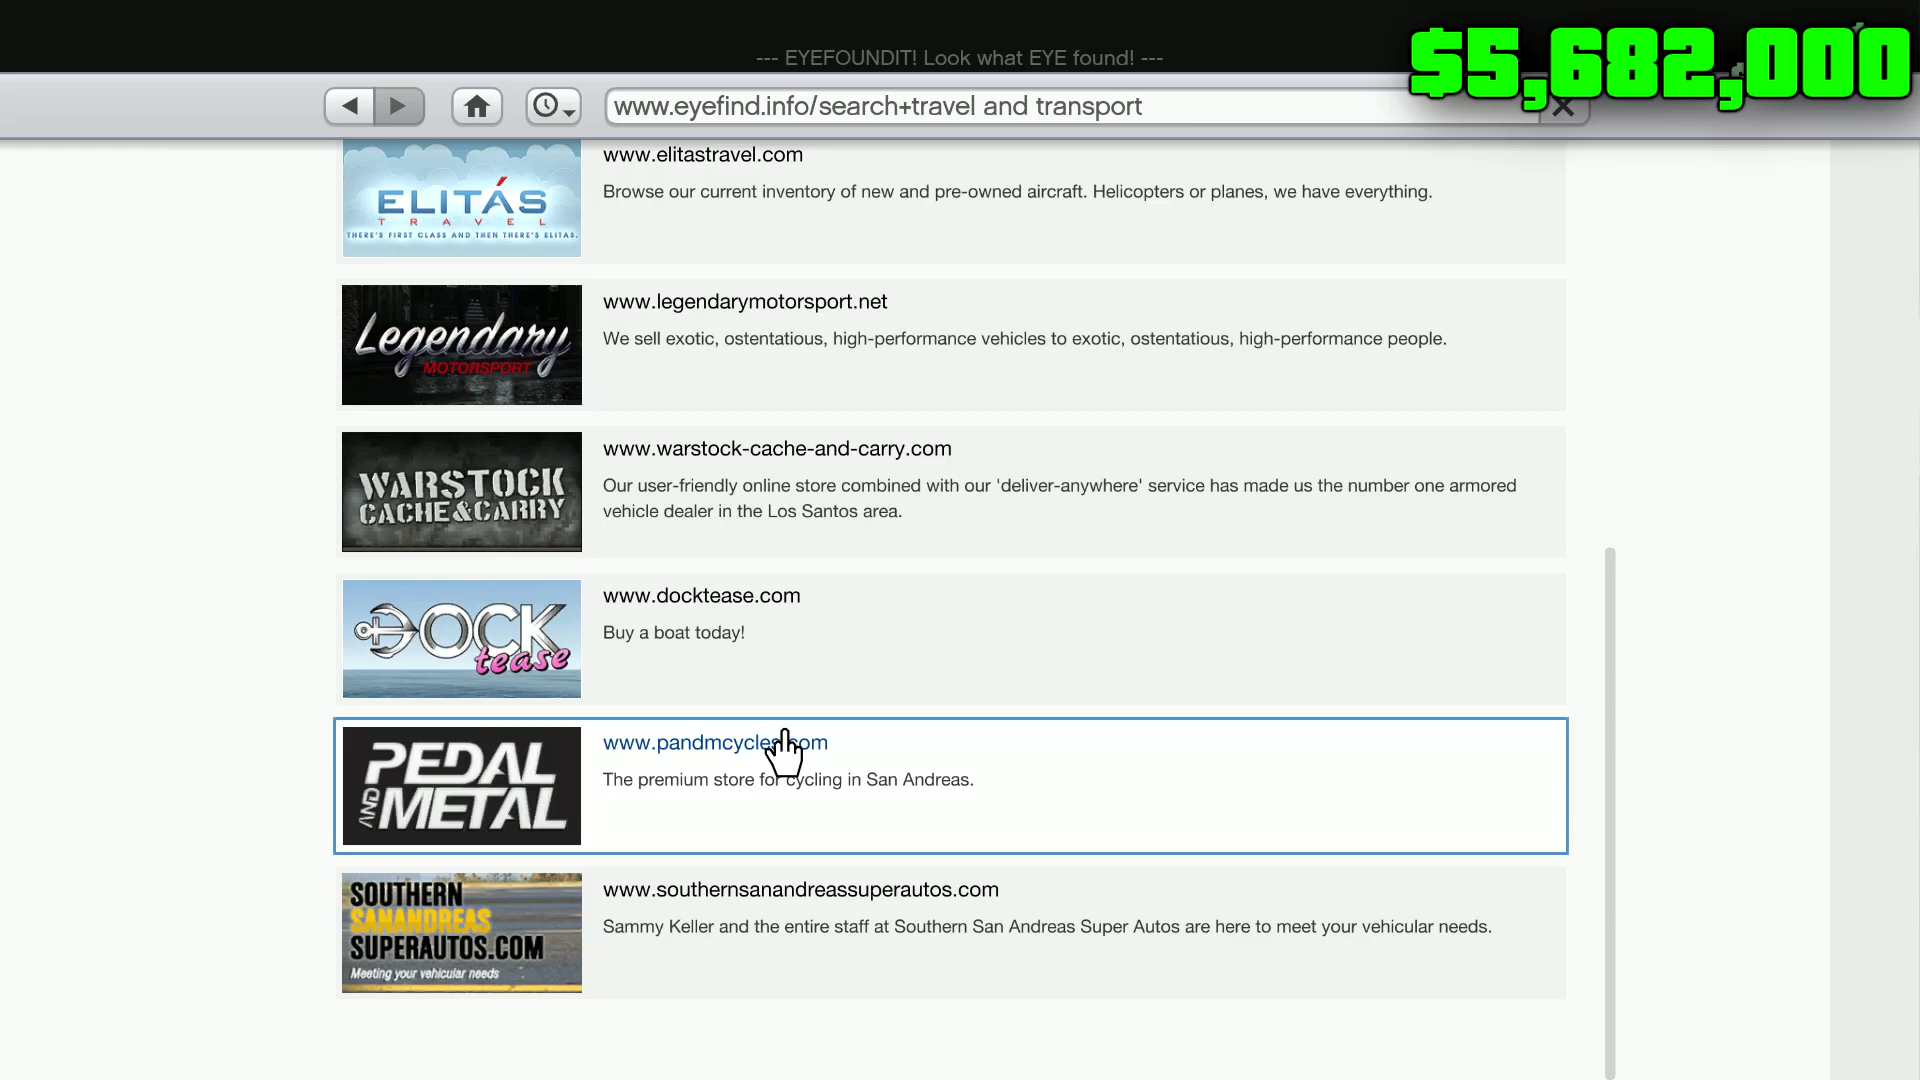 --- EYEFOUNDIT! Look what EYE found! ---
$5,682,000
www.eyefind.info/search+travel and transport
ELITÁS
TRAVEL
THERE'S FIRST CLASS AND THEN THERE'S ELITAS.
www.elitastravel.com
Browse our current inventory of new and pre-owned aircraft. Helicopters or planes, we have everything.
Legendary
MOTORSPORT
www.legendarymotorsport.net
We sell exotic, ostentatious, high-performance vehicles to exotic, ostentatious, high-performance people.
WARSTOCK
CACHE&CARRY
www.warstock-cache-and-carry.com
Our user-friendly online store combined with our 'deliver-anywhere' service has made us the number one armored
vehicle dealer in the Los Santos area.
DOCK
tease
www.docktease.com
Buy a boat today!
PEDAL
AND METAL
www.pandmcycles.com
The premium store for cycling in San Andreas.
SOUTHERN
SANANDREAS
SUPERAUTOS.COM
Meeting your vehicular needs
www.southernsanandreassuperautos.com
Sammy Keller and the entire staff at Southern San Andreas Super Autos are here to meet your vehicular needs.